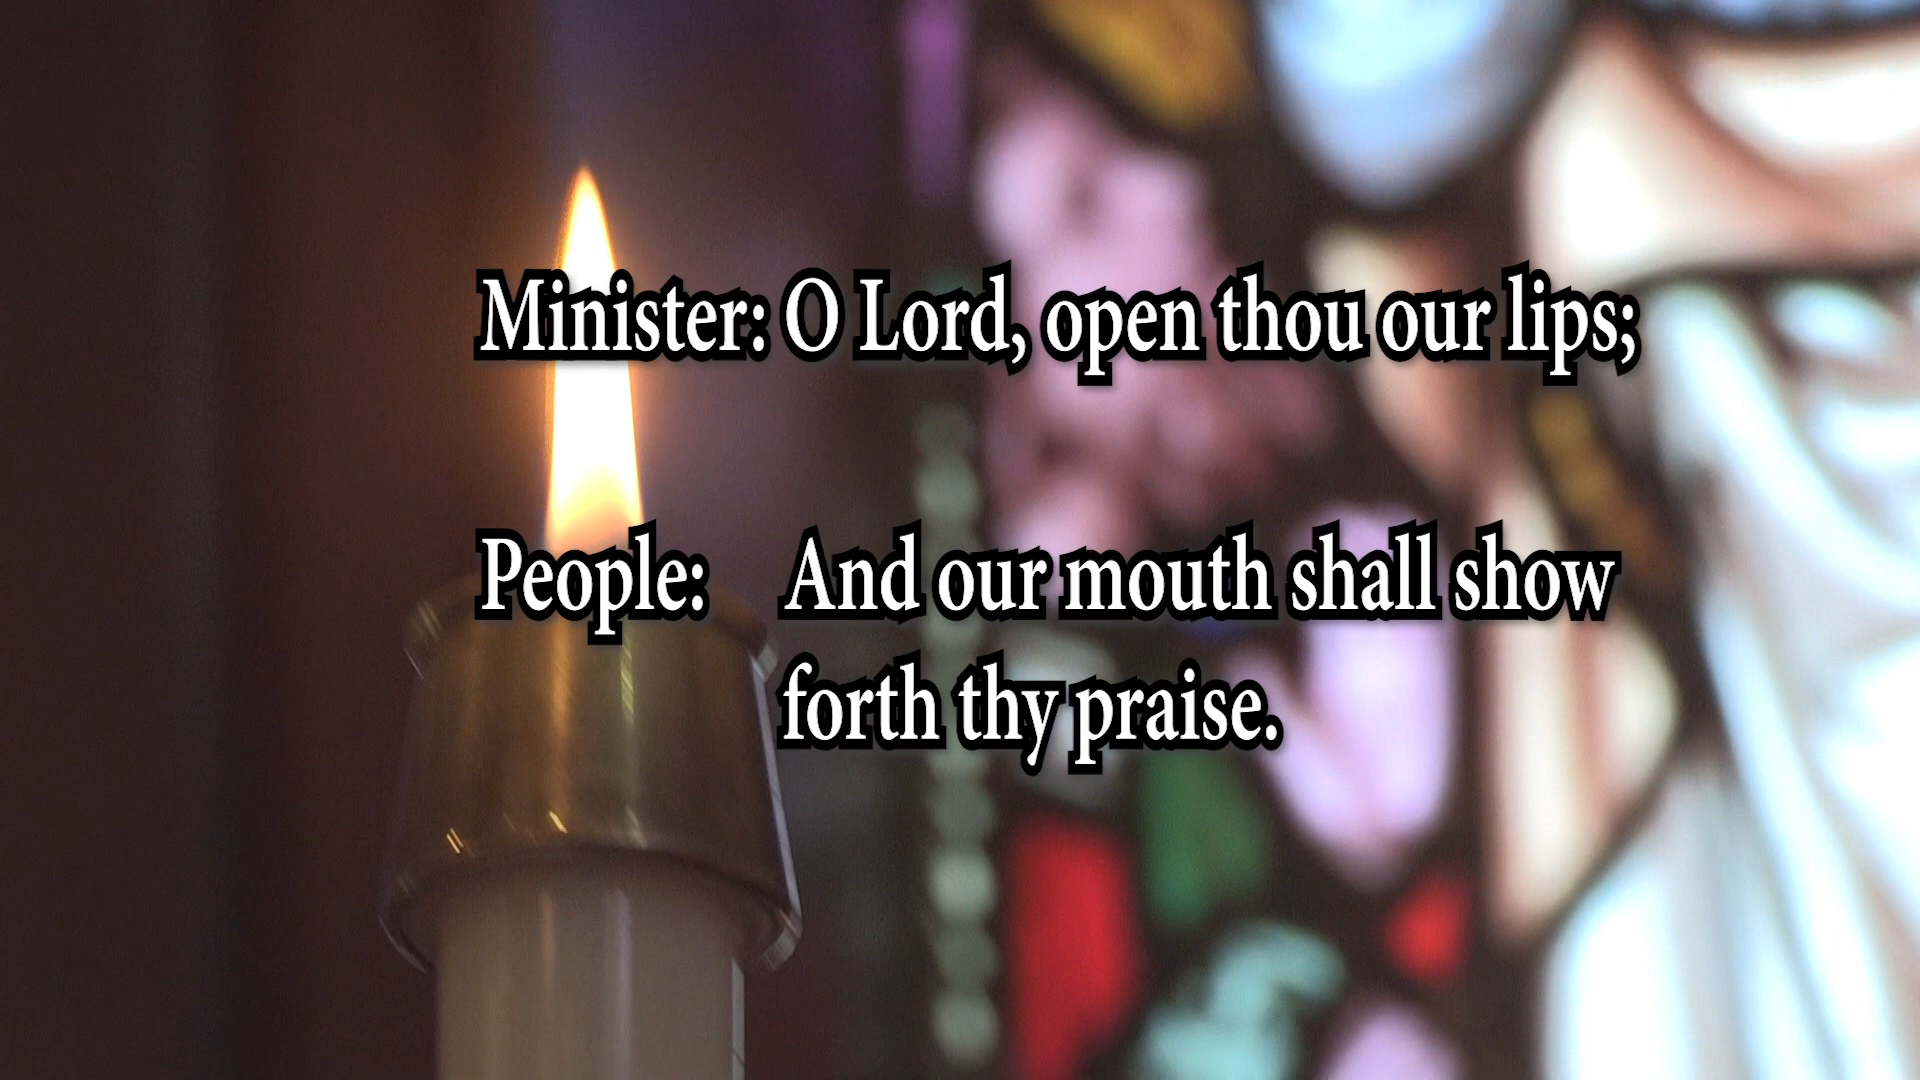 Minister: O Lord, open thou our lips;
People: And our mouth shall show
forth thy praise.